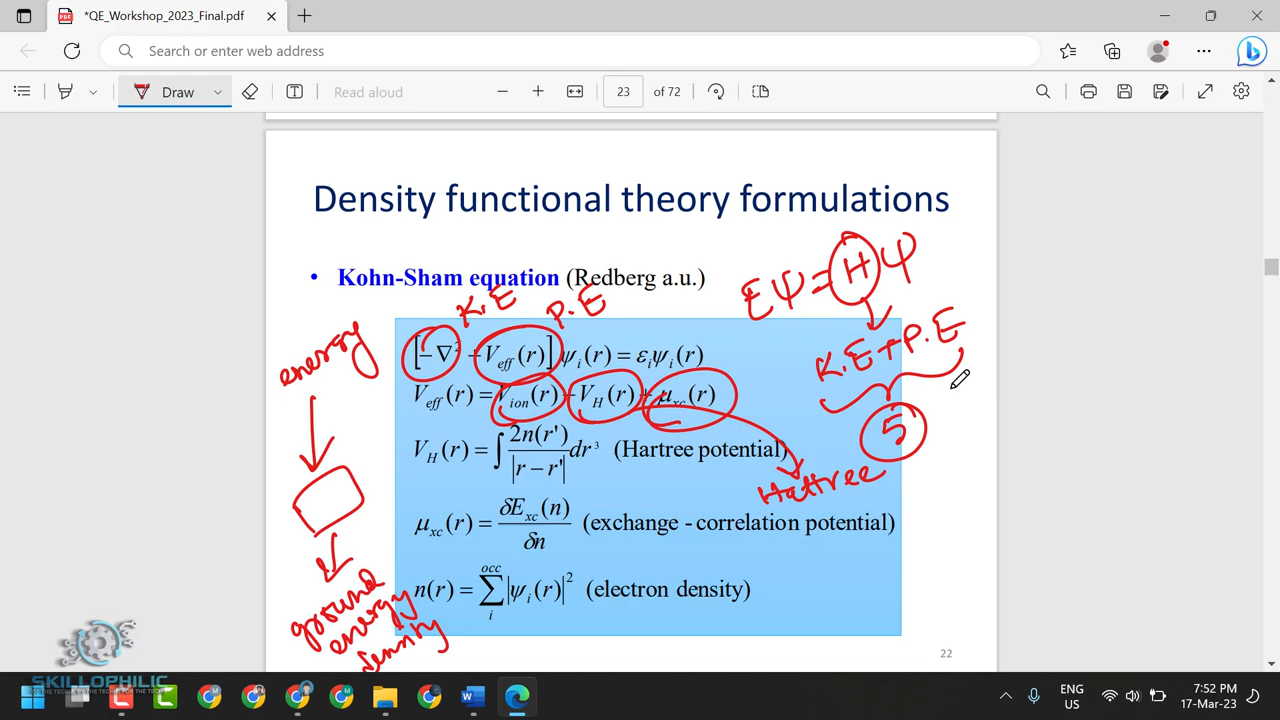 *QE_Workshop_2023_Final.pdf
Search or enter web address
Draw
Read aloud
23 of 72
Density functional theory formulations
• Kohn-Sham equation (Redberg a.u.)
EΨ = HΨ
K.E P.E
K.E + P.E
5
energy
[−∇² + V_eff(r)]ψ_i(r) = ε_iψ_i(r)
V_eff(r) = V_ion(r) + V_H(r) + μ_xc(r)
V_H(r) = ∫ 2n(r') / |r − r'| dr³ (Hartree potential)
Hattree
μ_xc(r) = δE_xc(n) / δn (exchange - correlation potential)
n(r) = Σ_i^occ |ψ_i(r)|² (electron density)
ground
energy
density
22
SKILLOPHILIC
ENG
US
7:52 PM
17-Mar-23